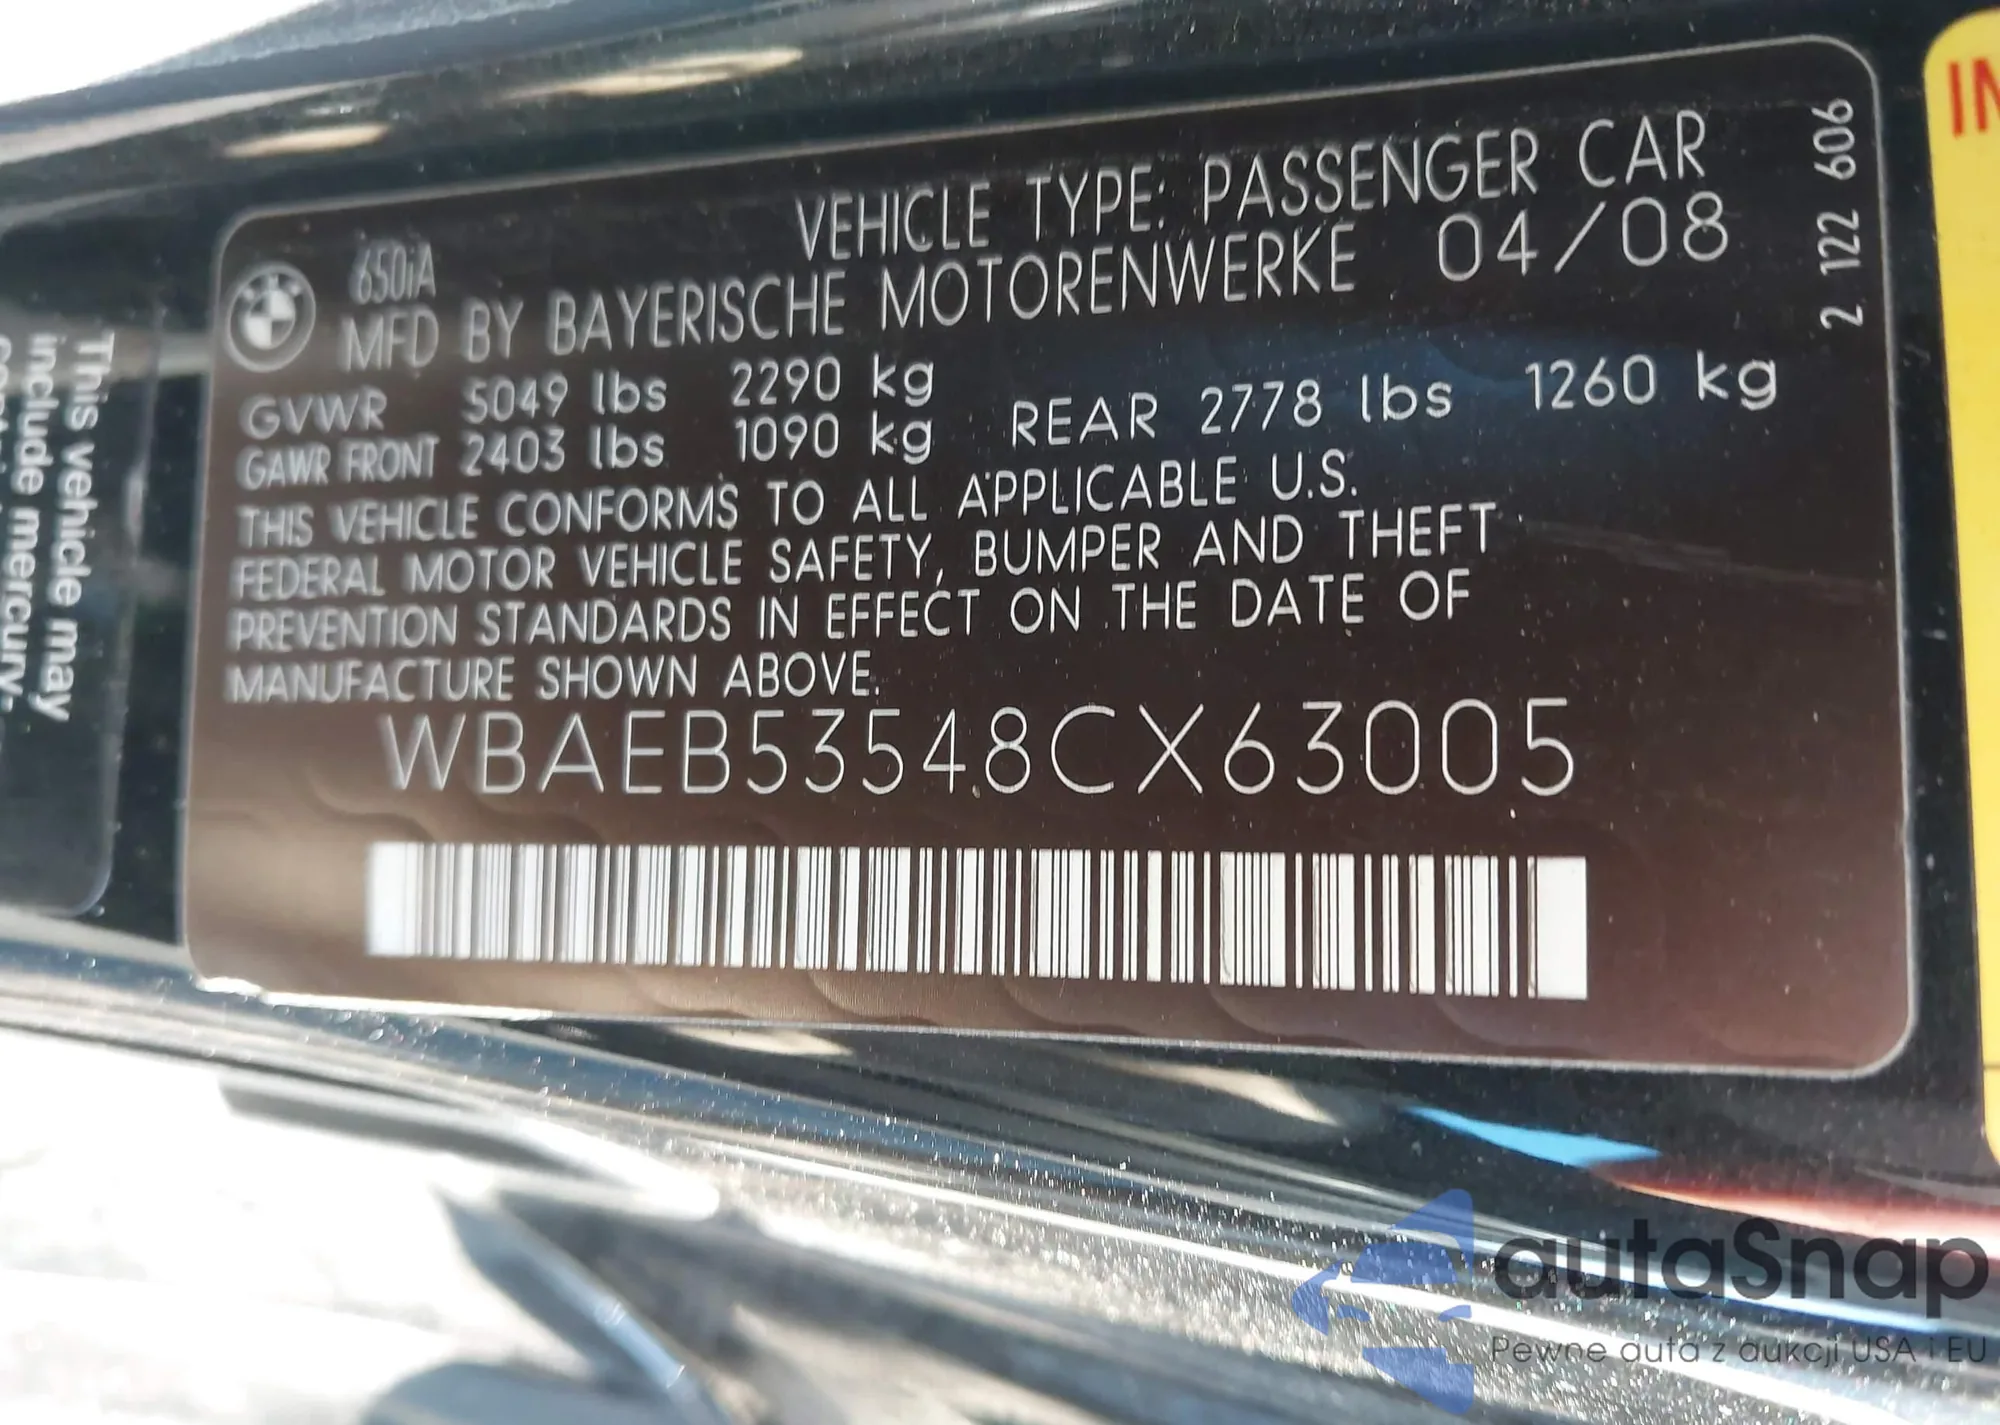 This vehicle may
include mercury-
VEHICLE TYPE: PASSENGER CAR
650iA
MFD BY BAYERISCHE MOTORENWERKE 04/08
GVWR 5049 lbs 2290 kg
GAWR FRONT 2403 lbs 1090 kg REAR 2778 lbs 1260 kg
THIS VEHICLE CONFORMS TO ALL APPLICABLE U.S.
FEDERAL MOTOR VEHICLE SAFETY, BUMPER AND THEFT
PREVENTION STANDARDS IN EFFECT ON THE DATE OF
MANUFACTURE SHOWN ABOVE.
WBAEB53548CX63005
2 122 606
autaSnap
Pewne auta z aukcji USA i EU